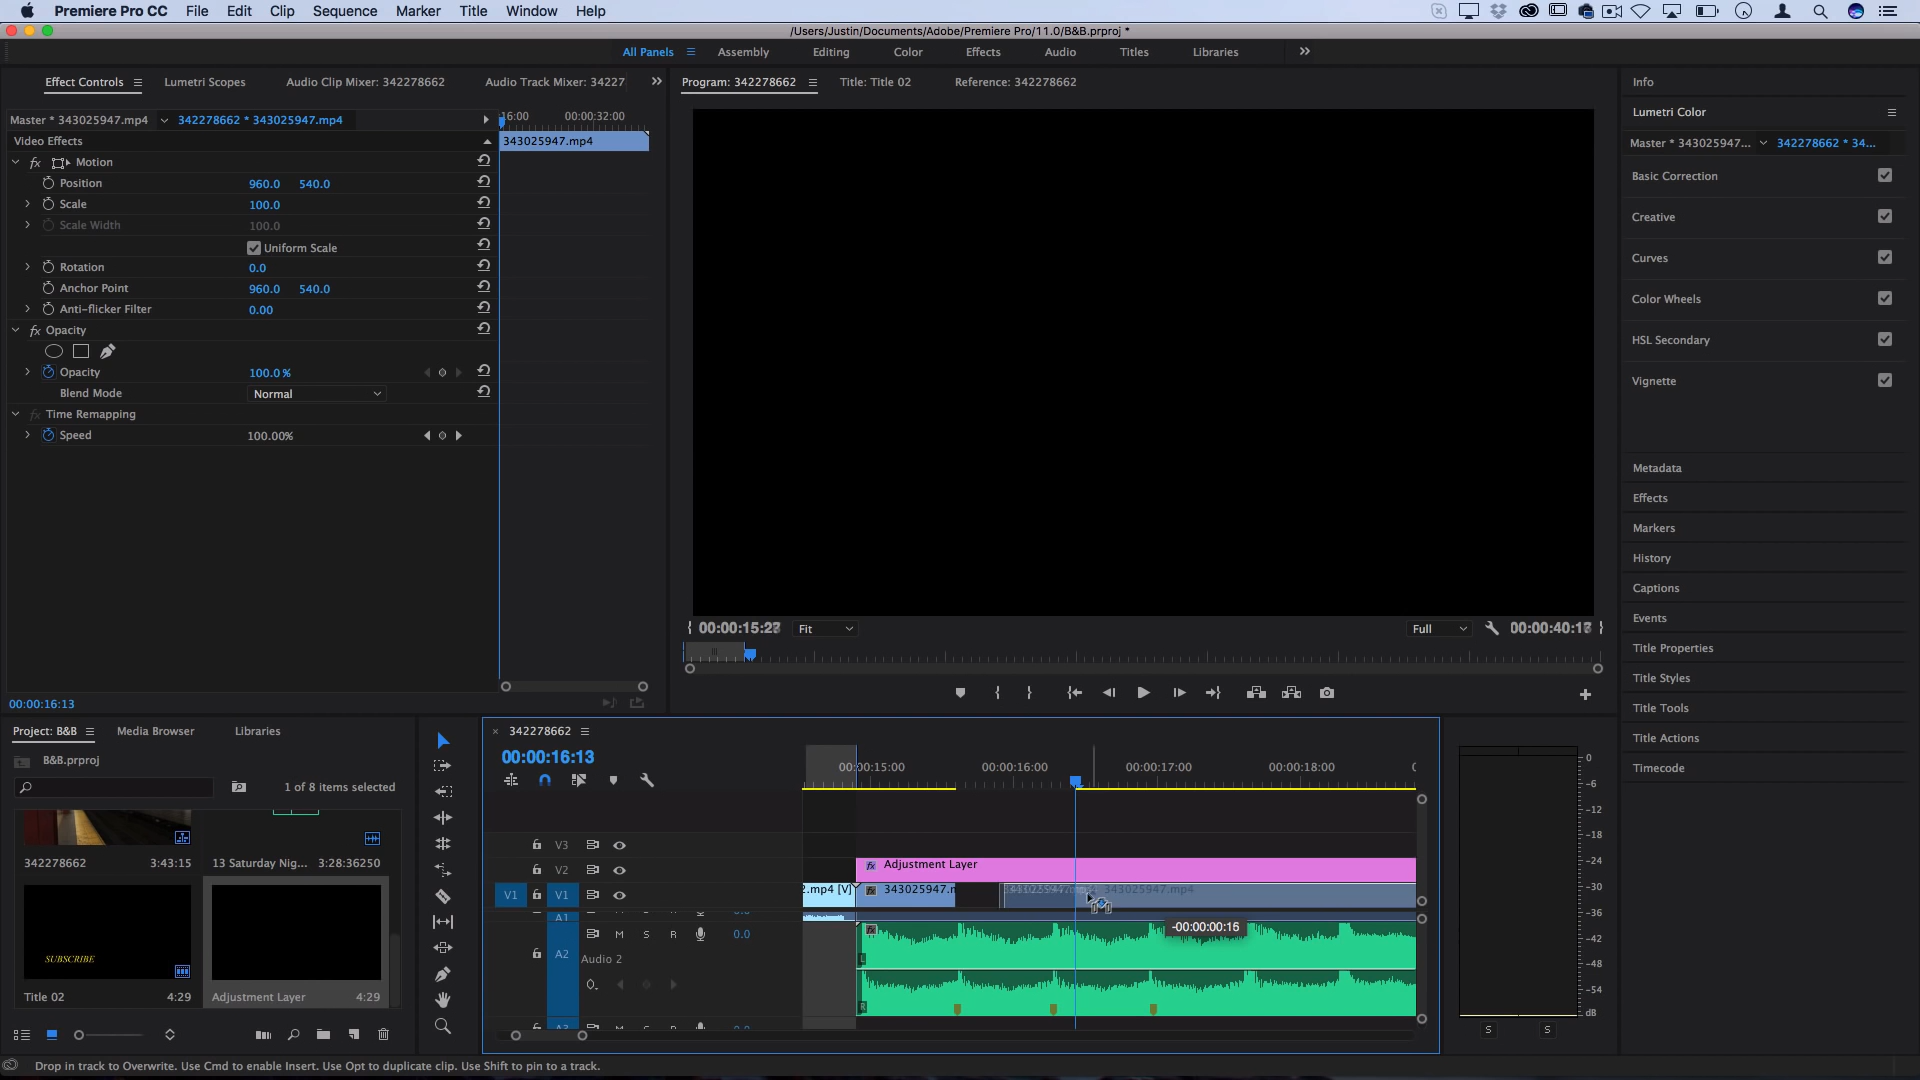 Premiere Pro CC File Edit Clip Sequence Marker Title Window Help
/Users/Justin/Documents/Adobe/Premiere Pro/11.0/B&B.prproj *
All Panels Assembly Editing Color Effects Audio Titles Libraries
Effect Controls Lumetri Scopes Audio Clip Mixer: 342278662 Audio Track Mixer: 34227
Program: 342278662 Title: Title 02 Reference: 342278662
Info
Lumetri Color
Master * 343025947.mp4 342278662 * 343025947.mp4
16:00 00:00:32:00
Video Effects
343025947.mp4
Motion
Position 960.0 540.0
Scale 100.0
Scale Width 100.0
Uniform Scale
Rotation 0.0
Anchor Point 960.0 540.0
Anti-flicker Filter 0.00
Opacity
Opacity 100.0 %
Blend Mode Normal
Time Remapping
Speed 100.00%
00:00:16:13
Fit
Full
Master * 343025947... 342278662 * 34...
Basic Correction
Creative
Curves
Color Wheels
HSL Secondary
Vignette
Metadata
Effects
Markers
History
Captions
Events
Title Properties
Title Styles
Title Tools
Title Actions
Timecode
Project: B&B Media Browser Libraries
B&B.prproj
1 of 8 items selected
342278662 3:43:15
13 Saturday Nig... 3:28:36250
SUBSCRIBE
Title 02 4:29
Adjustment Layer 4:29
342278662
00:00:16:13
00:00:15:00 00:00:16:00 00:00:17:00 00:00:18:00
V3
V2
Adjustment Layer
V1 V1
2.mp4 [V] 343025947.m 343025947.mp4 343025947.mp4
A1
-00:00:00:16
M S R 0.0
A2
Audio 2
L
R
0
-6
-12
-18
-24
-30
-36
-42
-48
-54
dB
S S
Drop in track to Overwrite. Use Cmd to enable Insert. Use Opt to duplicate clip. Use Shift to pin to a track.